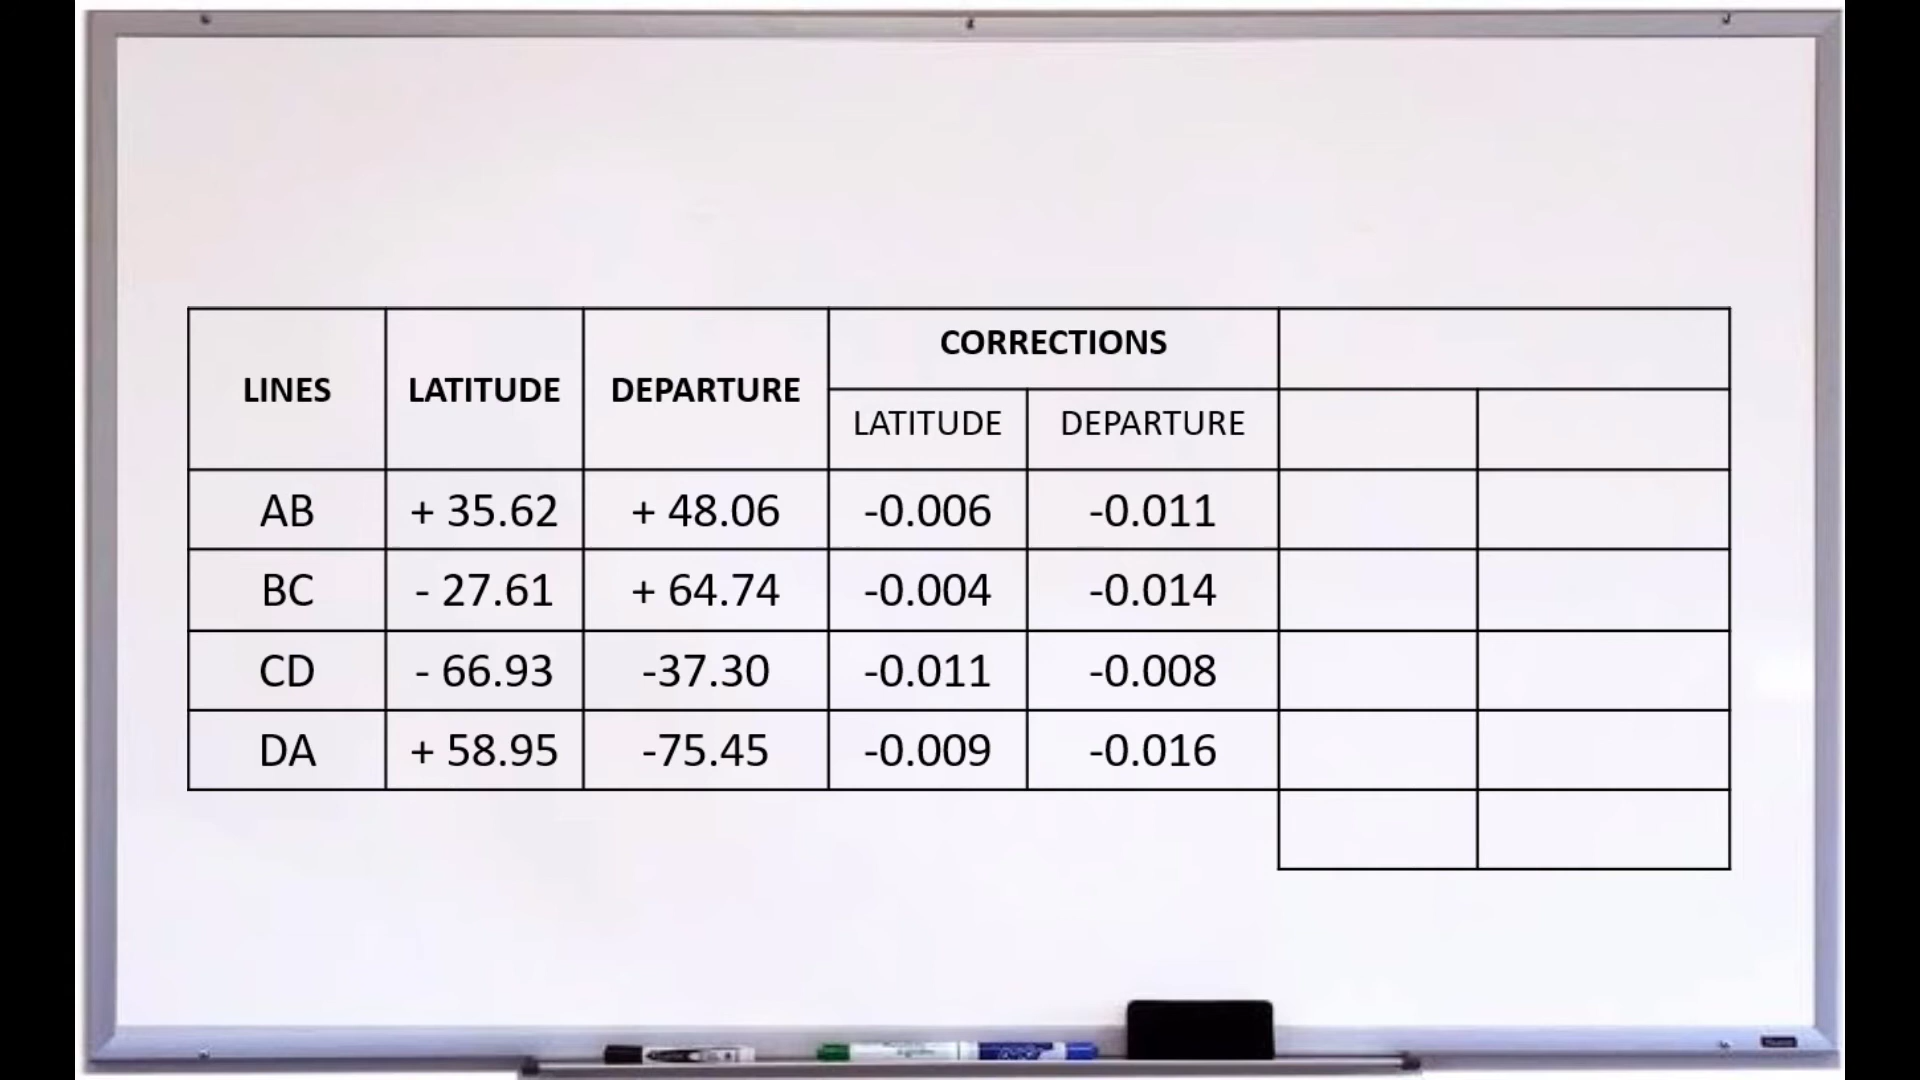 LINES LATITUDE DEPARTURE CORRECTIONS
LATITUDE DEPARTURE
AB + 35.62 + 48.06 -0.006 -0.011
BC - 27.61 + 64.74 -0.004 -0.014
CD - 66.93 -37.30 -0.011 -0.008
DA + 58.95 -75.45 -0.009 -0.016